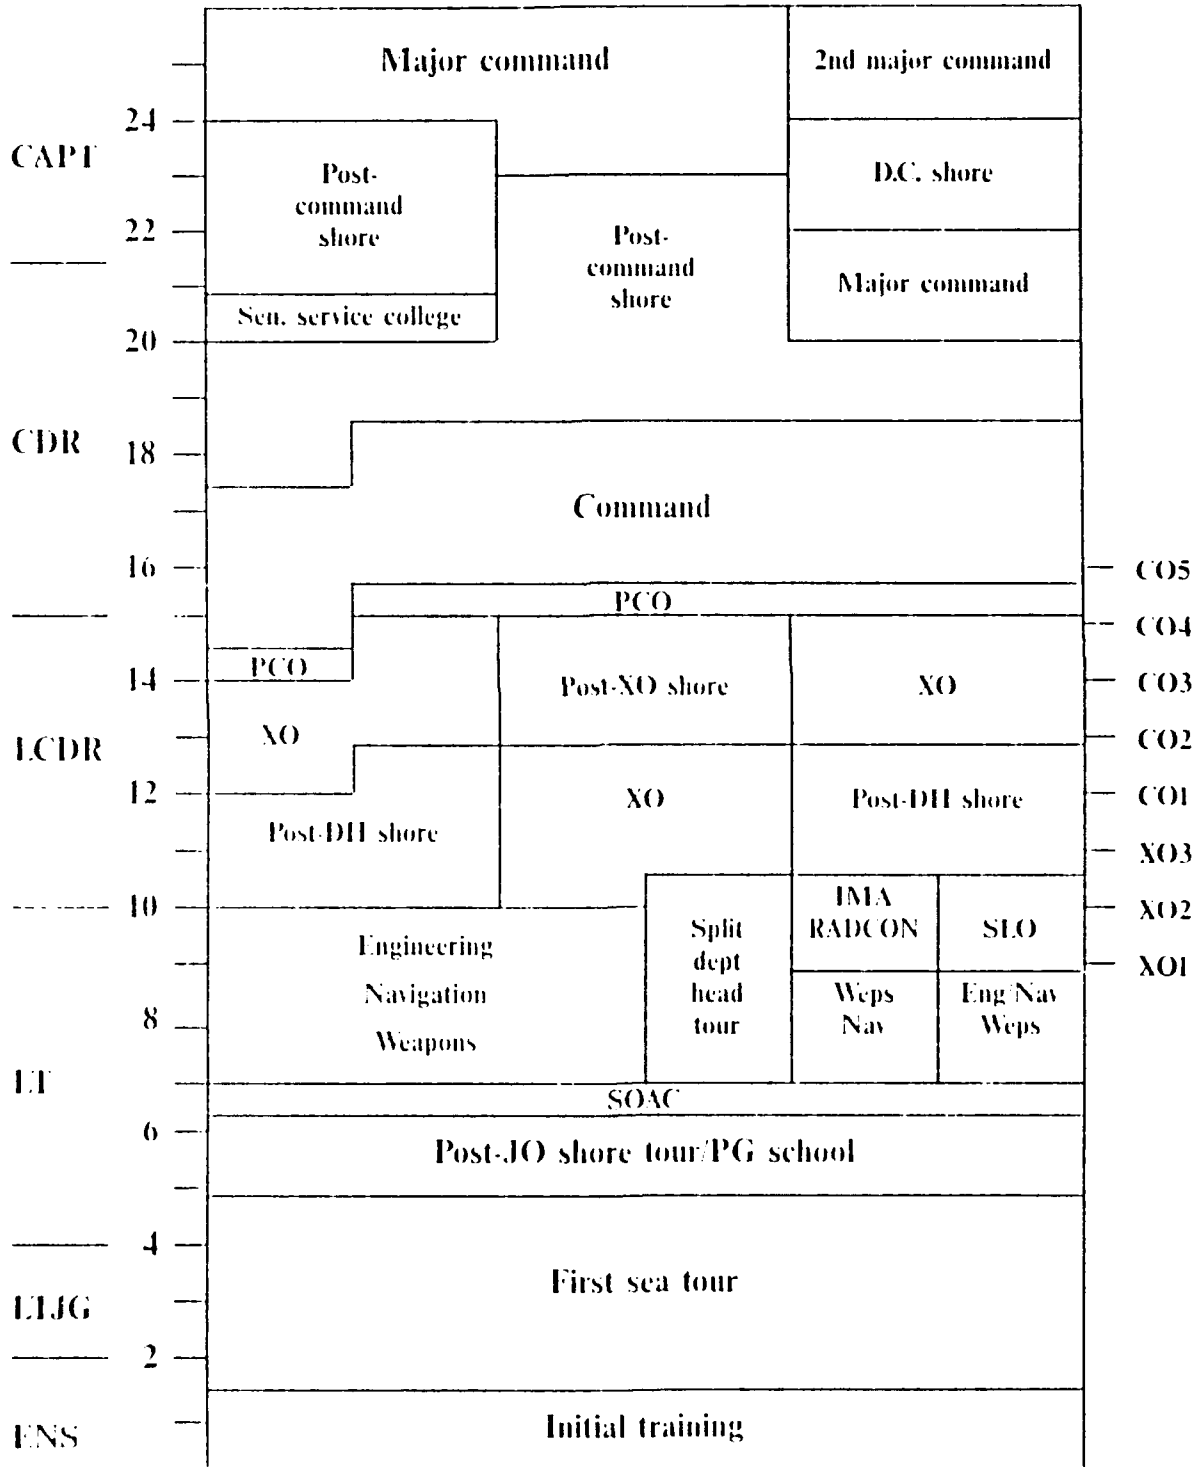 Major command
2nd major command
24
CAPT
Post-
command
shore
D.C. shore
22
Post-
command
shore
Major command
Sen. service college
20
CDR
18
Command
16
CO5
PCO
CO4
PCO
14
Post-XO shore
XO
CO3
LCDR
XO
CO2
12
XO
Post-DH shore
CO1
Post-DH shore
XO3
10
IMA
RADCON
SLO
XO2
Engineering
Navigation
Weapons
Split
dept
head
tour
XO1
Weps
Nav
Eng/Nav
Weps
8
LT
SOAC
6
Post-JO shore tour/PG school
4
First sea tour
LTJG
2
Initial training
ENS